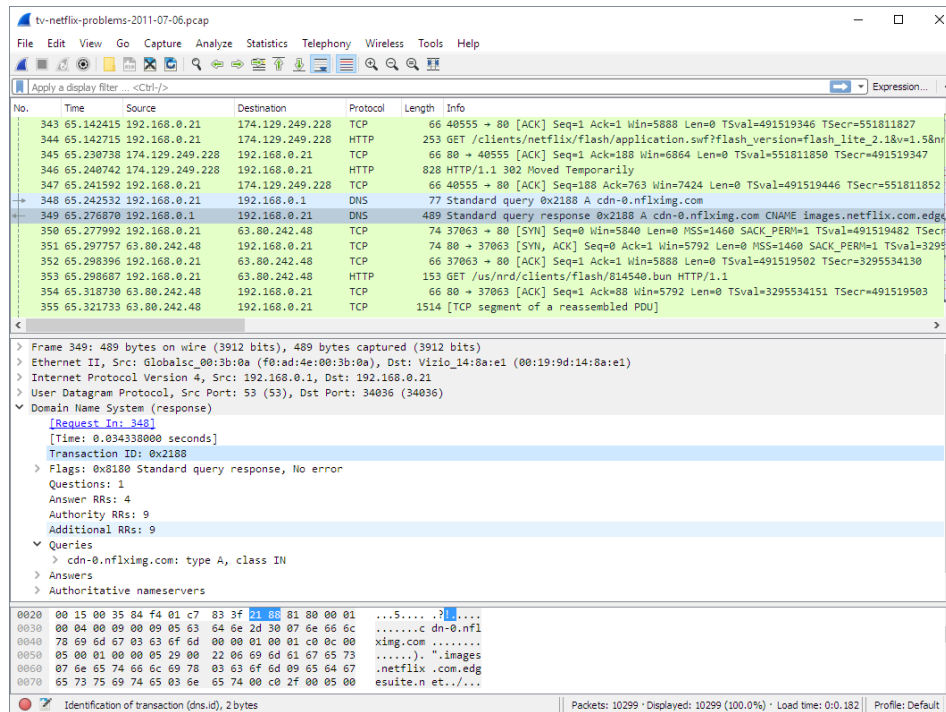 tv-netflix-problems-2011-07-06.pcap
File Edit View Go Capture Analyze Statistics Telephony Wireless Tools Help
Apply a display filter ... <Ctrl-/> Expression...
No. Time Source Destination Protocol Length Info
343 65.142415 192.168.0.21 174.129.249.228 TCP 66 40555 → 80 [ACK] Seq=1 Ack=1 Win=5888 Len=0 TSval=491519346 TSecr=551811827
344 65.142715 192.168.0.21 174.129.249.228 HTTP 253 GET /clients/netflix/flash/application.swf?flash_version=flash_lite_2.1&v=1.5&nr
345 65.230738 174.129.249.228 192.168.0.21 TCP 66 80 → 40555 [ACK] Seq=1 Ack=188 Win=6864 Len=0 TSval=551811850 TSecr=491519347
346 65.240742 174.129.249.228 192.168.0.21 HTTP 828 HTTP/1.1 302 Moved Temporarily
347 65.241592 192.168.0.21 174.129.249.228 TCP 66 40555 → 80 [ACK] Seq=188 Ack=763 Win=7424 Len=0 TSval=491519446 TSecr=551811852
348 65.242532 192.168.0.21 192.168.0.1 DNS 77 Standard query 0x2188 A cdn-0.nflximg.com
349 65.276870 192.168.0.1 192.168.0.21 DNS 489 Standard query response 0x2188 A cdn-0.nflximg.com CNAME images.netflix.com.edge
350 65.277992 192.168.0.21 63.80.242.48 TCP 74 37063 → 80 [SYN] Seq=0 Win=5840 Len=0 MSS=1460 SACK_PERM=1 TSval=491519482 TSecr
351 65.297757 63.80.242.48 192.168.0.21 TCP 74 80 → 37063 [SYN, ACK] Seq=0 Ack=1 Win=5792 Len=0 MSS=1460 SACK_PERM=1 TSval=3295
352 65.298396 192.168.0.21 63.80.242.48 TCP 66 37063 → 80 [ACK] Seq=1 Ack=1 Win=5888 Len=0 TSval=491519502 TSecr=3295534130
353 65.298687 192.168.0.21 63.80.242.48 HTTP 153 GET /us/nrd/clients/flash/814540.bun HTTP/1.1
354 65.318730 63.80.242.48 192.168.0.21 TCP 66 80 → 37063 [ACK] Seq=1 Ack=88 Win=5792 Len=0 TSval=3295534151 TSecr=491519503
355 65.321733 63.80.242.48 192.168.0.21 TCP 1514 [TCP segment of a reassembled PDU]
Frame 349: 489 bytes on wire (3912 bits), 489 bytes captured (3912 bits)
Ethernet II, Src: Globalsc_00:3b:0a (f0:ad:4e:00:3b:0a), Dst: Vizio_14:8a:e1 (00:19:9d:14:8a:e1)
Internet Protocol Version 4, Src: 192.168.0.1, Dst: 192.168.0.21
User Datagram Protocol, Src Port: 53 (53), Dst Port: 34036 (34036)
Domain Name System (response)
[Request In: 348]
[Time: 0.034338000 seconds]
Transaction ID: 0x2188
Flags: 0x8180 Standard query response, No error
Questions: 1
Answer RRs: 4
Authority RRs: 9
Additional RRs: 9
Queries
cdn-0.nflximg.com: type A, class IN
Answers
Authoritative nameservers
0020 00 15 00 35 84 f4 01 c7 83 3f 21 88 81 80 00 01 ...5.... .?!.....
0030 00 04 00 09 00 09 05 63 64 6e 2d 30 07 6e 66 6c .......c dn-0.nfl
0040 78 69 6d 67 03 63 6f 6d 00 00 01 00 01 c0 0c 00 ximg.com ........
0050 05 00 01 00 00 05 29 00 22 06 69 6d 61 67 65 73 ......). ".images
0060 07 6e 65 74 66 6c 69 78 03 63 6f 6d 09 65 64 67 .netflix .com.edg
0070 65 73 75 69 74 65 03 6e 65 74 00 c0 2f 00 05 00 esuite.n et../...
Identification of transaction (dns.id), 2 bytes Packets: 10299 · Displayed: 10299 (100.0%) · Load time: 0:0.182 Profile: Default